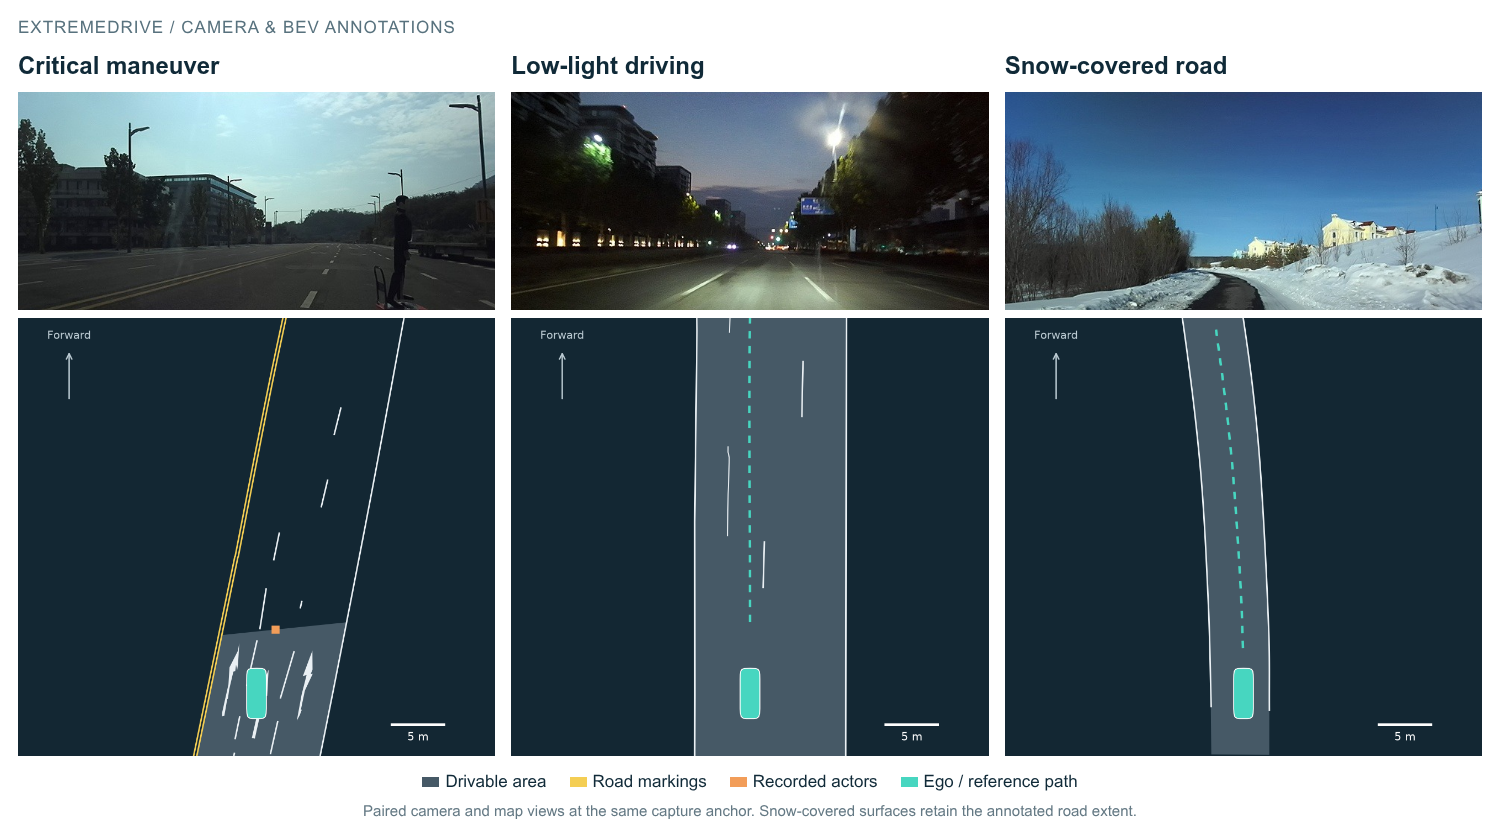 EXTREMEDRIVE / CAMERA & BEV ANNOTATIONS
Critical maneuver
Low-light driving
Snow-covered road
Forward
Forward
Forward
5 m
5 m
5 m
Drivable area
Road markings
Recorded actors
Ego / reference path
Paired camera and map views at the same capture anchor. Snow-covered surfaces retain the annotated road extent.